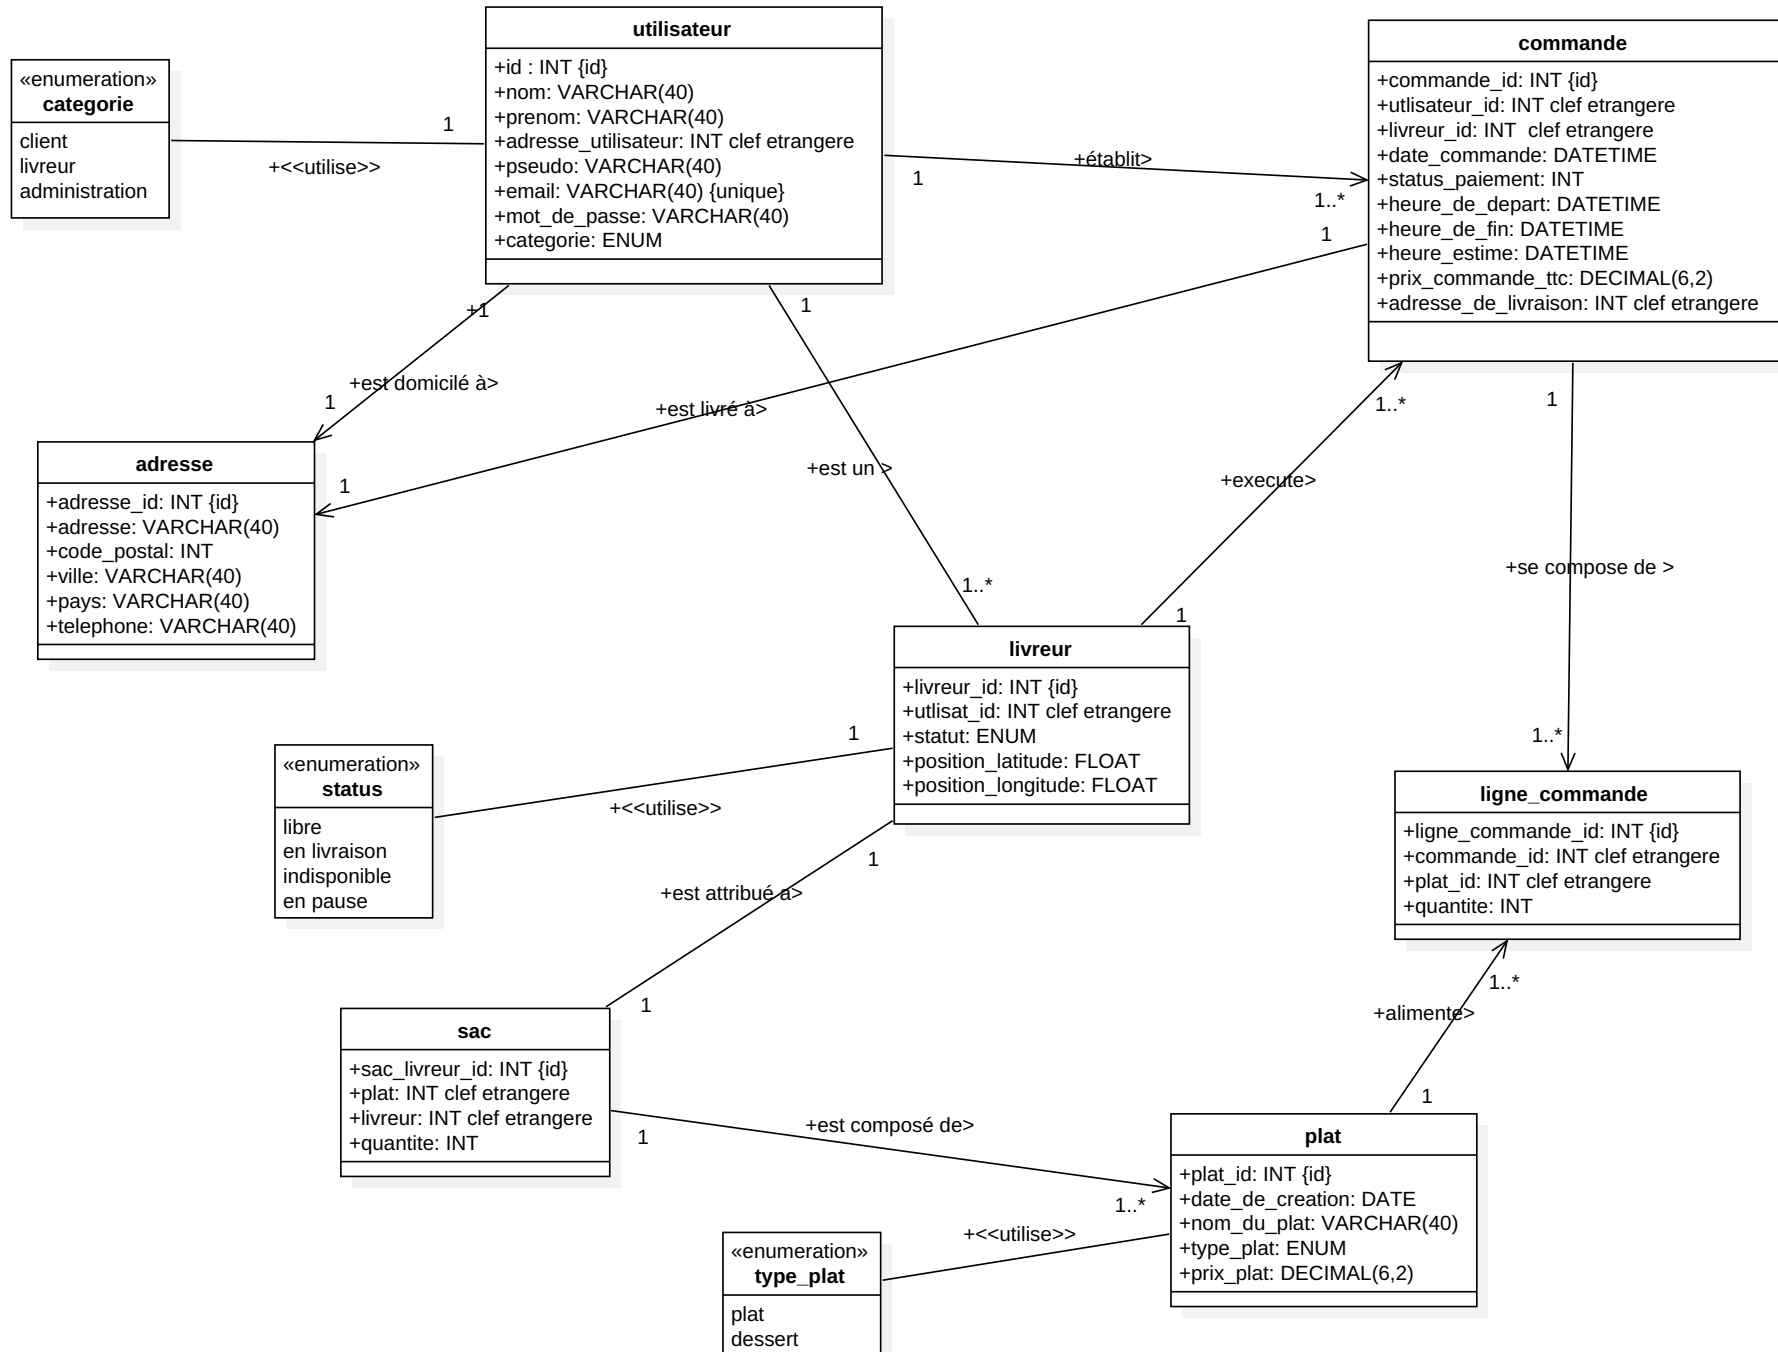 utilisateur
+id : INT {id}
+nom: VARCHAR(40)
+prenom: VARCHAR(40)
+adresse_utilisateur: INT clef etrangere
+pseudo: VARCHAR(40)
+email: VARCHAR(40) {unique}
+mot_de_passe: VARCHAR(40)
+categorie: ENUM
commande
+commande_id: INT {id}
+utlisateur_id: INT clef etrangere
+livreur_id: INT  clef etrangere
+date_commande: DATETIME
+status_paiement: INT
+heure_de_depart: DATETIME
+heure_de_fin: DATETIME
+heure_estime: DATETIME
+prix_commande_ttc: DECIMAL(6,2)
+adresse_de_livraison: INT clef etrangere
«enumeration»
categorie
client
livreur
administration
1
+<<utilise>>
+établit>
1
1..*
1
+1
1
+est domicilé à>
1
+est livré à>
1
1..*
1
+est un >
+execute>
1..*
1
+se compose de >
1..*
adresse
+adresse_id: INT {id}
+adresse: VARCHAR(40)
+code_postal: INT
+ville: VARCHAR(40)
+pays: VARCHAR(40)
+telephone: VARCHAR(40)
livreur
+livreur_id: INT {id}
+utlisat_id: INT clef etrangere
+statut: ENUM
+position_latitude: FLOAT
+position_longitude: FLOAT
«enumeration»
status
libre
en livraison
indisponible
en pause
1
+<<utilise>>
1
+est attribué a>
1
ligne_commande
+ligne_commande_id: INT {id}
+commande_id: INT clef etrangere
+plat_id: INT clef etrangere
+quantite: INT
1..*
+alimente>
1
sac
+sac_livreur_id: INT {id}
+plat: INT clef etrangere
+livreur: INT clef etrangere
+quantite: INT
+est composé de>
1
1..*
plat
+plat_id: INT {id}
+date_de_creation: DATE
+nom_du_plat: VARCHAR(40)
+type_plat: ENUM
+prix_plat: DECIMAL(6,2)
+<<utilise>>
«enumeration»
type_plat
plat
dessert